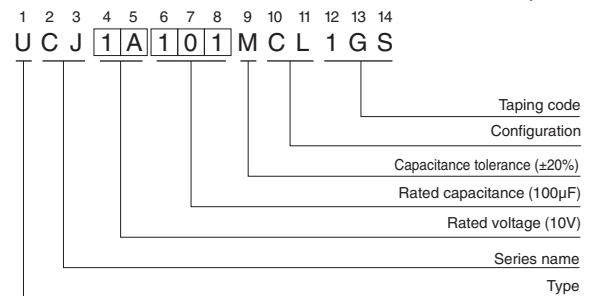 1 2 3 4 5 6 7 8 9 10 11 12 13 14
U C J 1 A 1 0 1 M C L 1 G S
Taping code
Configuration
Capacitance tolerance (±20%)
Rated capacitance (100µF)
Rated voltage (10V)
Series name
Type